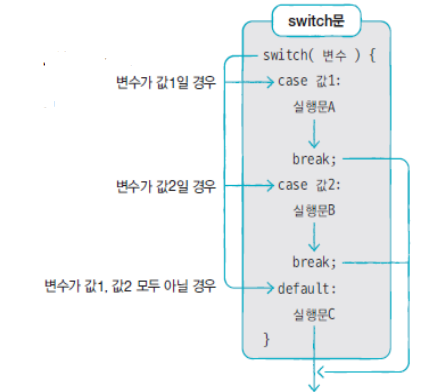 switch문
switch( 변수 ) {
변수가 값1일 경우
case 값1:
실행문A
break;
변수가 값2일 경우
case 값2:
실행문B
break;
변수가 값1, 값2 모두 아닐 경우
default:
실행문C
}